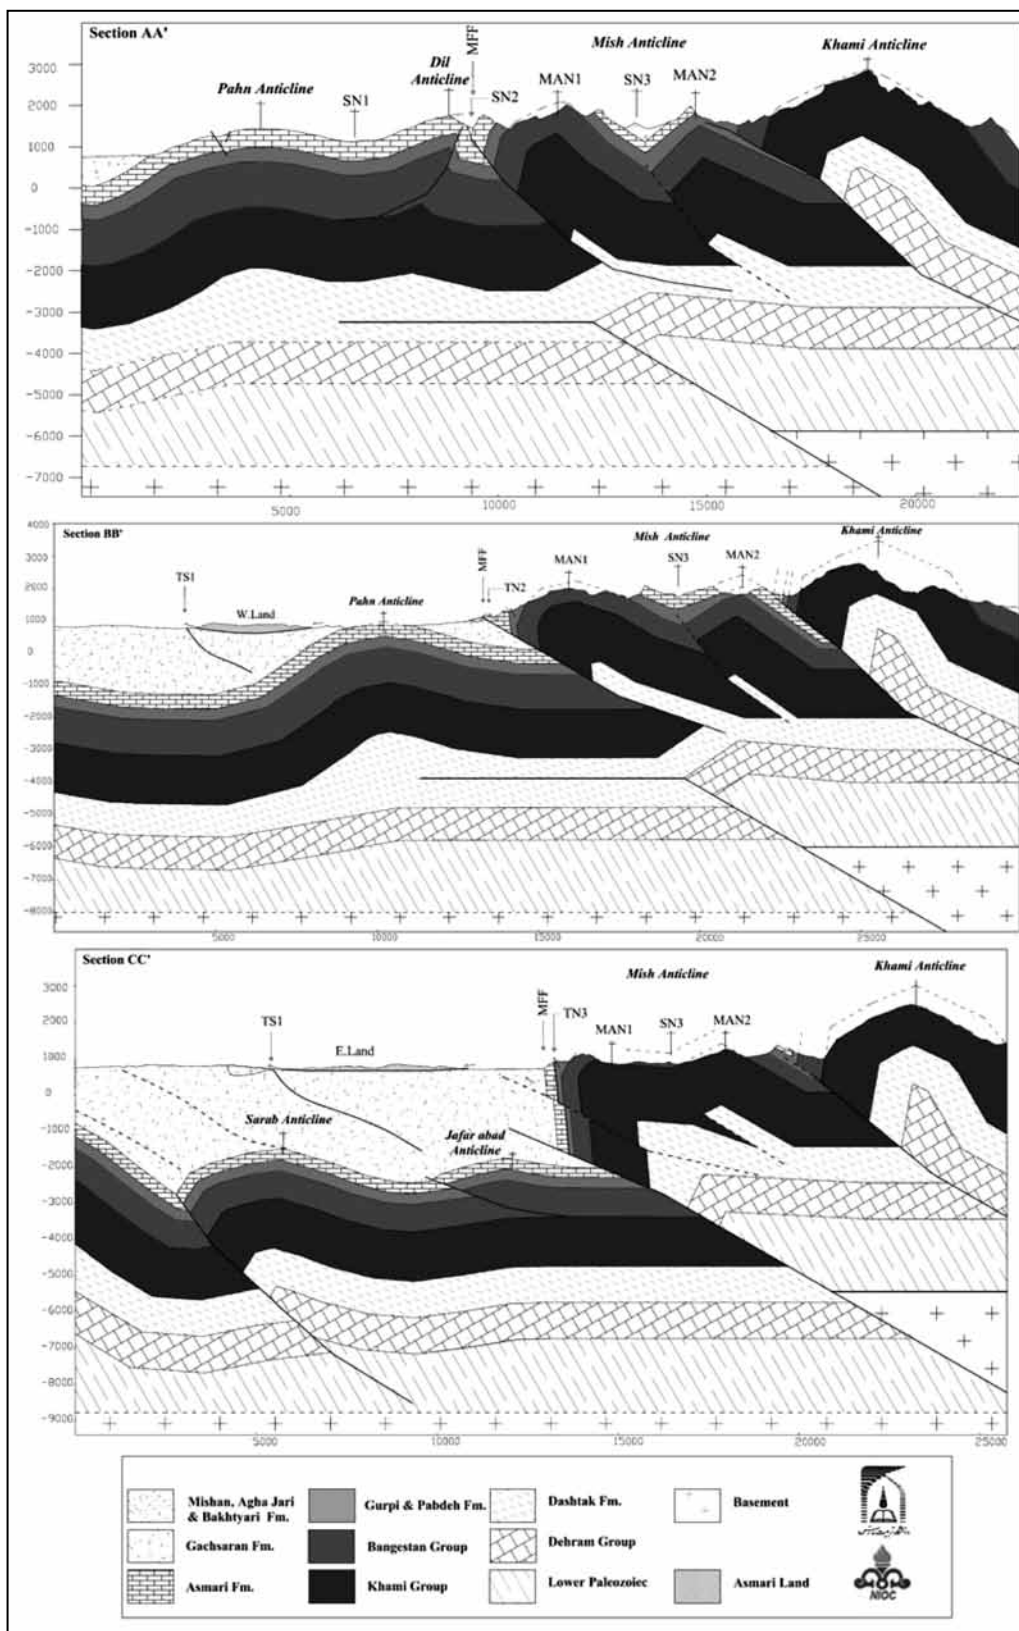 Section AA'
MFF
Mish Anticline
Khami Anticline
Dil
Anticline
Pahn Anticline
SN1
SN2
MAN1
SN3
MAN2
3000
2000
1000
0
-1000
-2000
-3000
-4000
-5000
-6000
-7000
5000
10000
15000
20000
Section BB'
Mish Anticline
Khami Anticline
TS1
W.Land
Pahn Anticline
MFF
TN2
MAN1
SN3
MAN2
4000
3000
2000
1000
0
-1000
-2000
-3000
-4000
-5000
-6000
-7000
-8000
5000
10000
15000
20000
25000
Section CC'
Mish Anticline
Khami Anticline
TS1
E.Land
MFF
TN3
MAN1
SN3
MAN2
Sarab Anticline
Jafar abad
Anticline
3000
2000
1000
0
-1000
-2000
-3000
-4000
-5000
-6000
-7000
-8000
-9000
5000
10000
15000
20000
25000
Mishan, Agha Jari
& Bakhtyari Fm.
Gachsaran Fm.
Asmari Fm.
Gurpi & Pabdeh Fm.
Bangestan Group
Khami Group
Dashtak Fm.
Dehram Group
Lower Paleozoiec
Basement
Asmari Land
NIOC